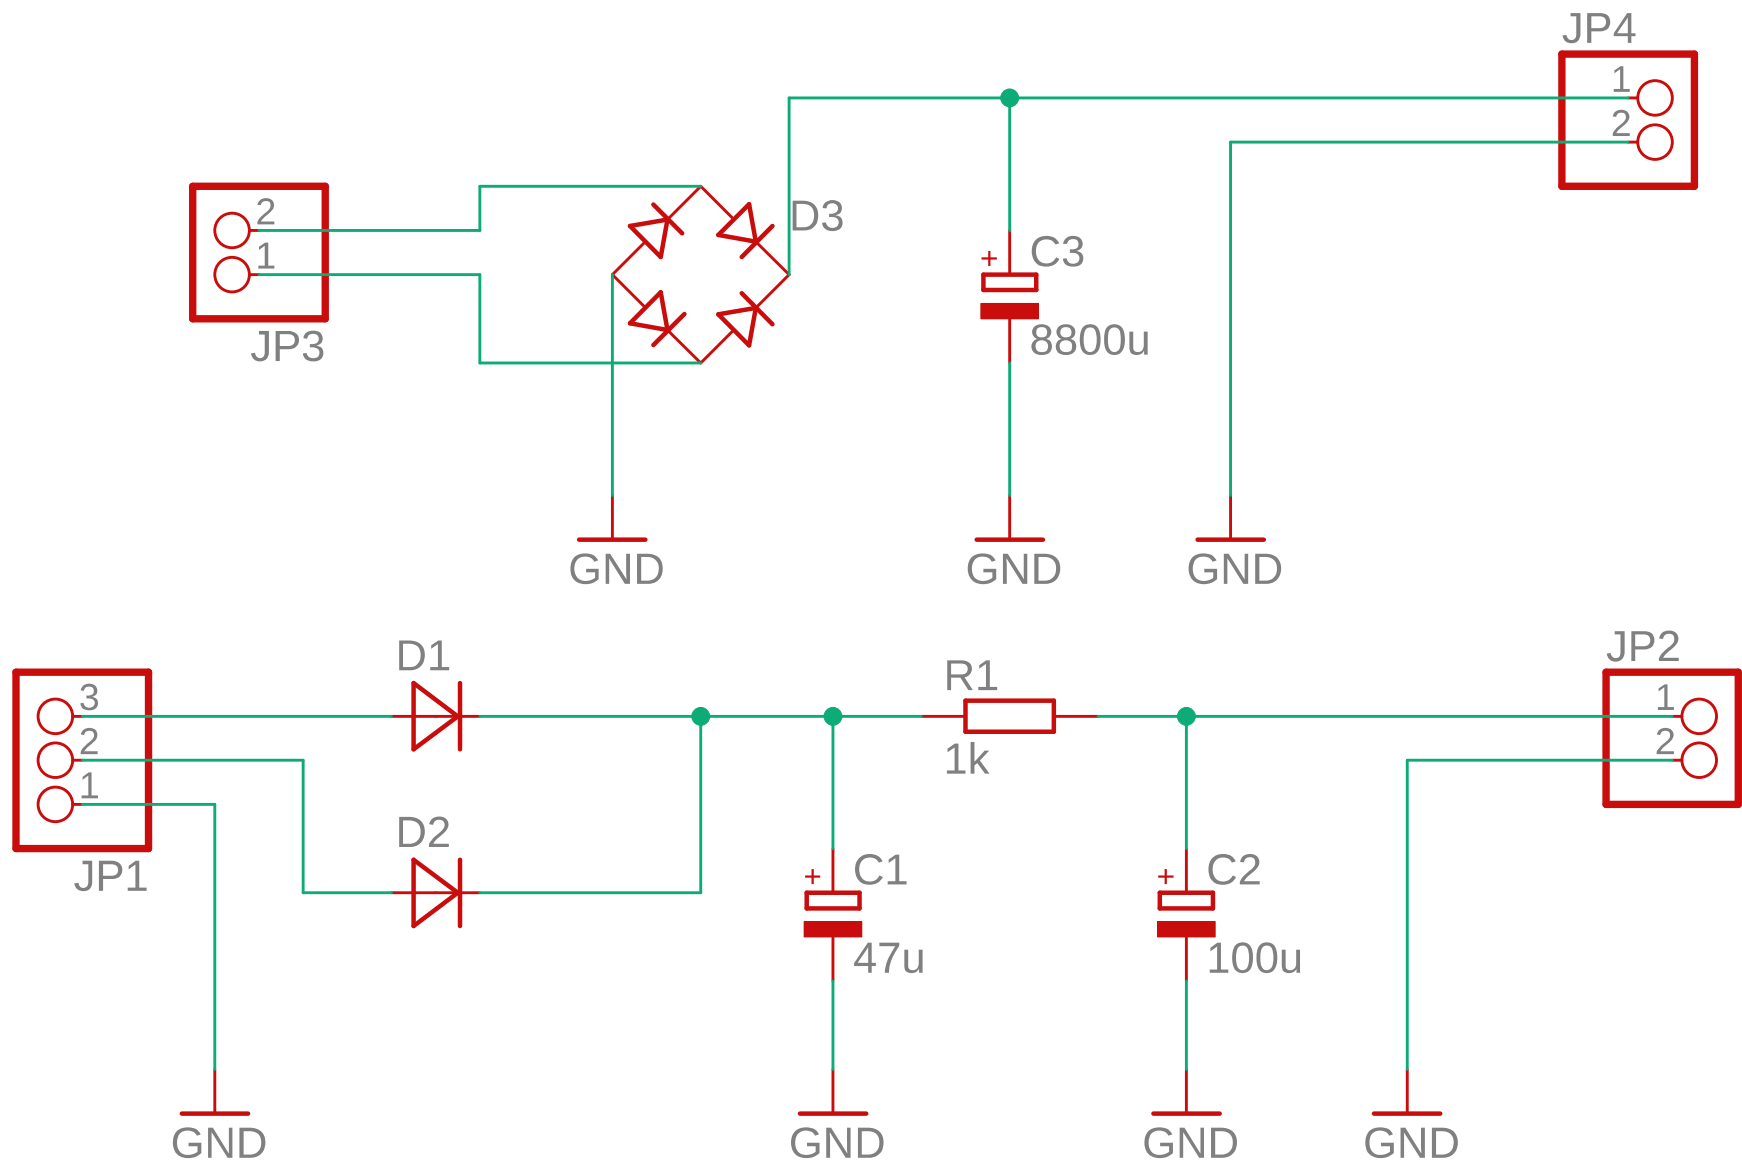 JP4
1
2
2
1
JP3
D3
+
C3
8800u
GND
GND
GND
JP1
3
2
1
D1
D2
R1
1k
+
C1
47u
+
C2
100u
JP2
1
2
GND
GND
GND
GND